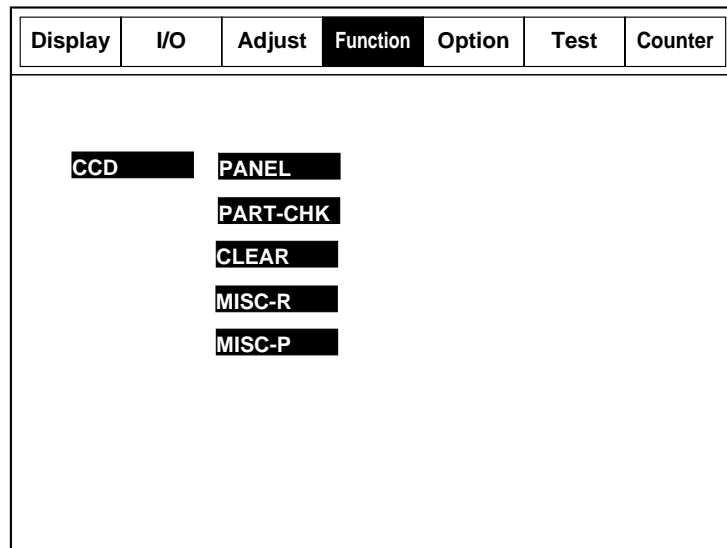 Display I/O Adjust Function Option Test Counter
CCD PANEL
PART-CHK
CLEAR
MISC-R
MISC-P